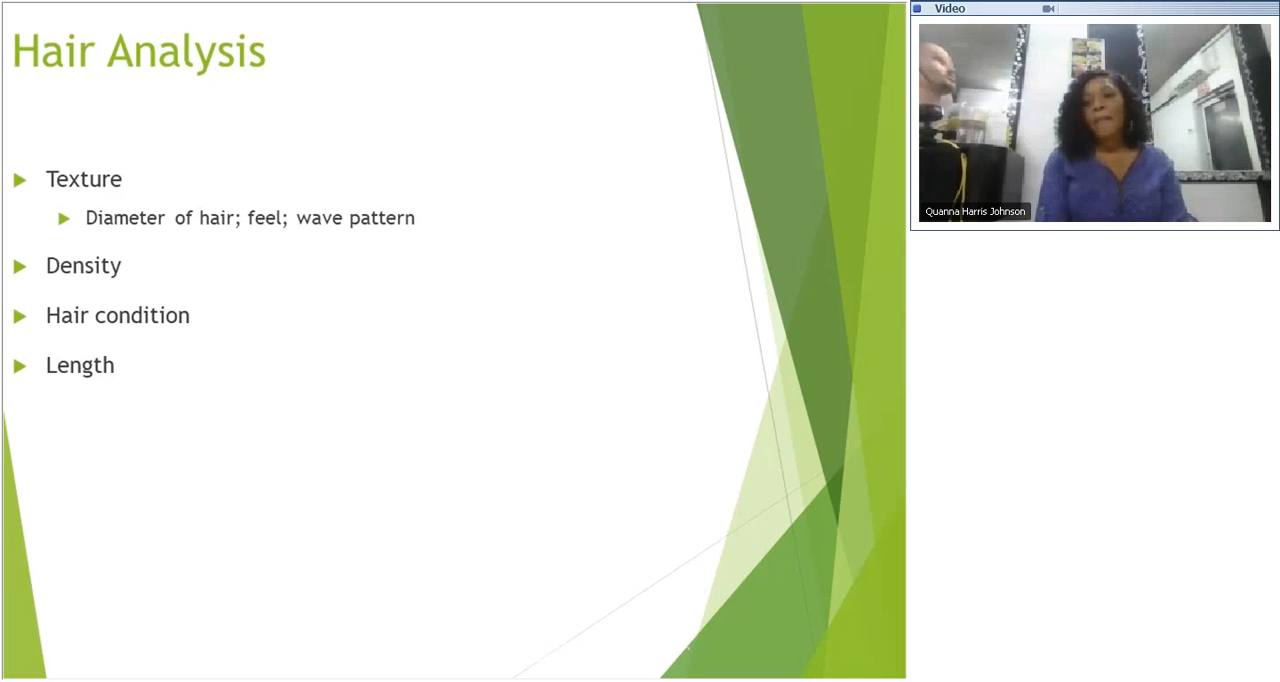 Hair Analysis
Texture
Diameter of hair; feel; wave pattern
Density
Hair condition
Length
Video
Quanna Harris Johnson